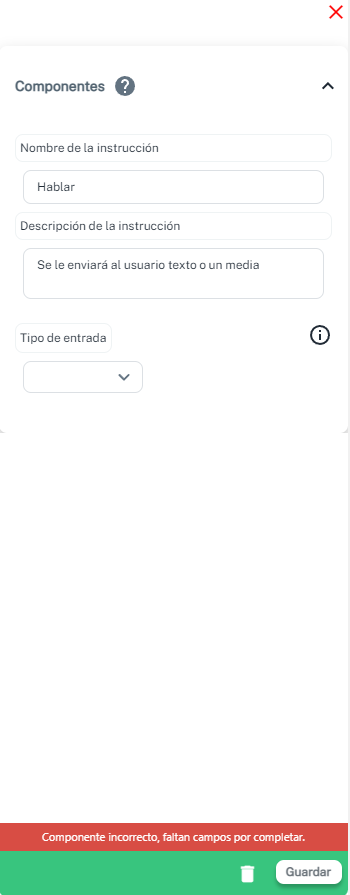 Componentes ?
Nombre de la instrucción
Hablar
Descripción de la instrucción
Se le enviará al usuario texto o un media
Tipo de entrada
Componente incorrecto, faltan campos por completar.
Guardar